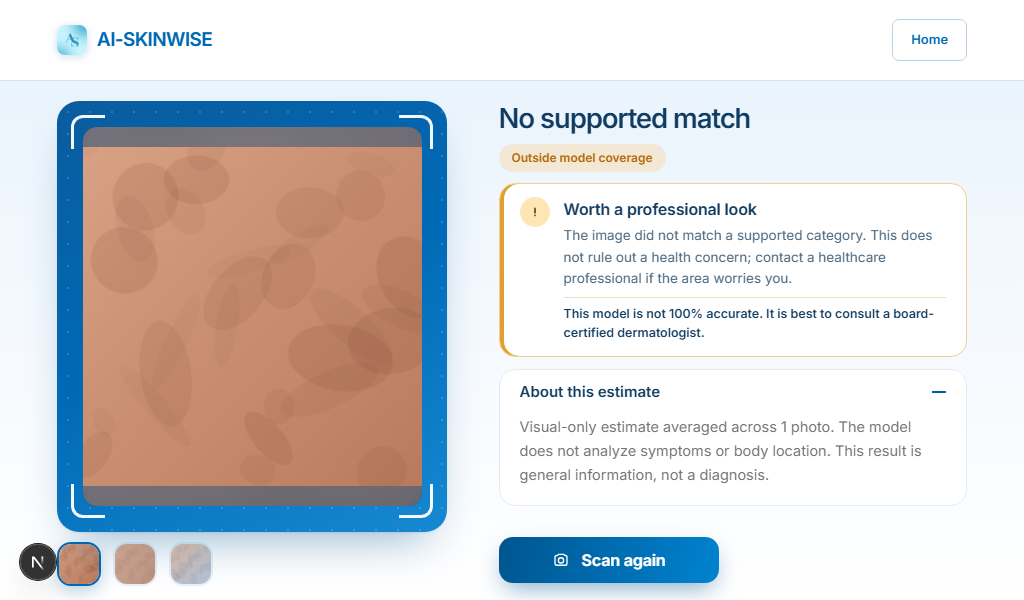 AI-SKINWISE
Home
No supported match
Outside model coverage
!
Worth a professional look
The image did not match a supported category. This does
not rule out a health concern; contact a healthcare
professional if the area worries you.
This model is not 100% accurate. It is best to consult a board-
certified dermatologist.
About this estimate
Visual-only estimate averaged across 1 photo. The model
does not analyze symptoms or body location. This result is
general information, not a diagnosis.
N
Scan again